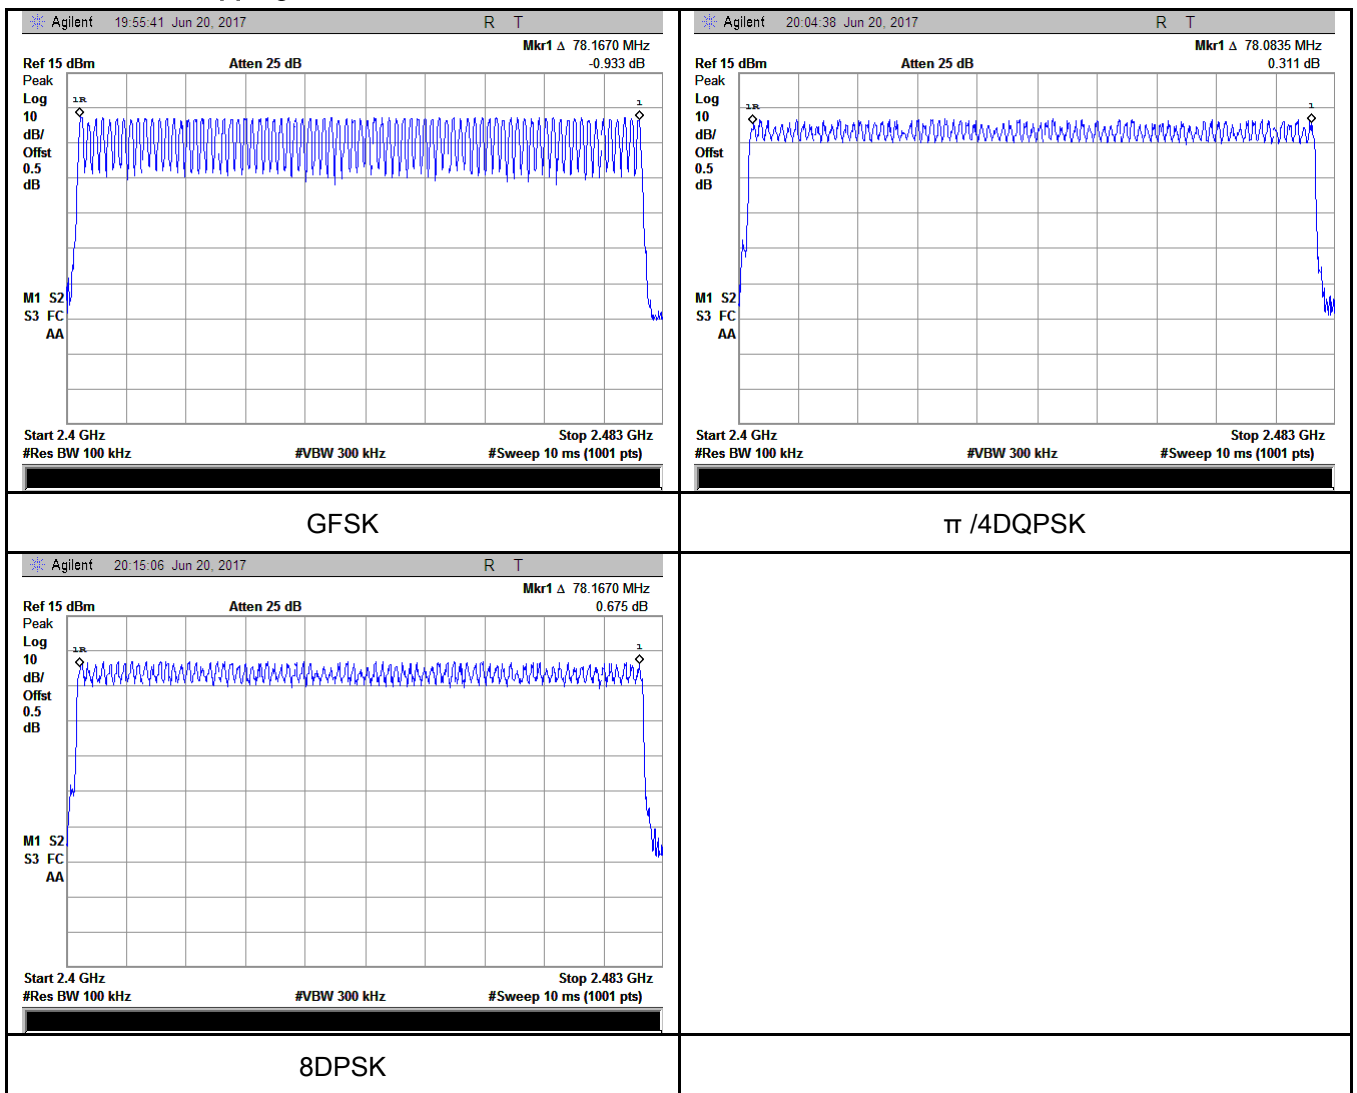 Agilent 19:55:41 Jun 20, 2017 R T
Mkr1 Δ 78.1670 MHz
Ref 15 dBm Atten 25 dB -0.933 dB
Peak
Log
10
dB/
Offst
0.5
dB
1R
1
M1 S2
S3 FC
AA
Start 2.4 GHz Stop 2.483 GHz
#Res BW 100 kHz #VBW 300 kHz #Sweep 10 ms (1001 pts)
GFSK
Agilent 20:04:38 Jun 20, 2017 R T
Mkr1 Δ 78.0835 MHz
Ref 15 dBm Atten 25 dB 0.311 dB
Peak
Log
10
dB/
Offst
0.5
dB
1R
1
M1 S2
S3 FC
AA
Start 2.4 GHz Stop 2.483 GHz
#Res BW 100 kHz #VBW 300 kHz #Sweep 10 ms (1001 pts)
π /4DQPSK
Agilent 20:15:06 Jun 20, 2017 R T
Mkr1 Δ 78.1670 MHz
Ref 15 dBm Atten 25 dB 0.675 dB
Peak
Log
10
dB/
Offst
0.5
dB
1R
1
M1 S2
S3 FC
AA
Start 2.4 GHz Stop 2.483 GHz
#Res BW 100 kHz #VBW 300 kHz #Sweep 10 ms (1001 pts)
8DPSK